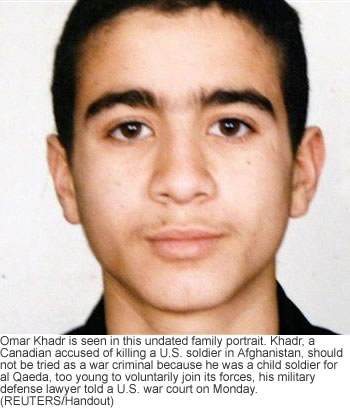 Omar Khadr is seen in this undated family portrait. Khadr, a
Canadian accused of killing a U.S. soldier in Afghanistan, should
not be tried as a war criminal because he was a child soldier for
al Qaeda, too young to voluntarily join its forces, his military
defense lawyer told a U.S. war court on Monday.
(REUTERS/Handout)